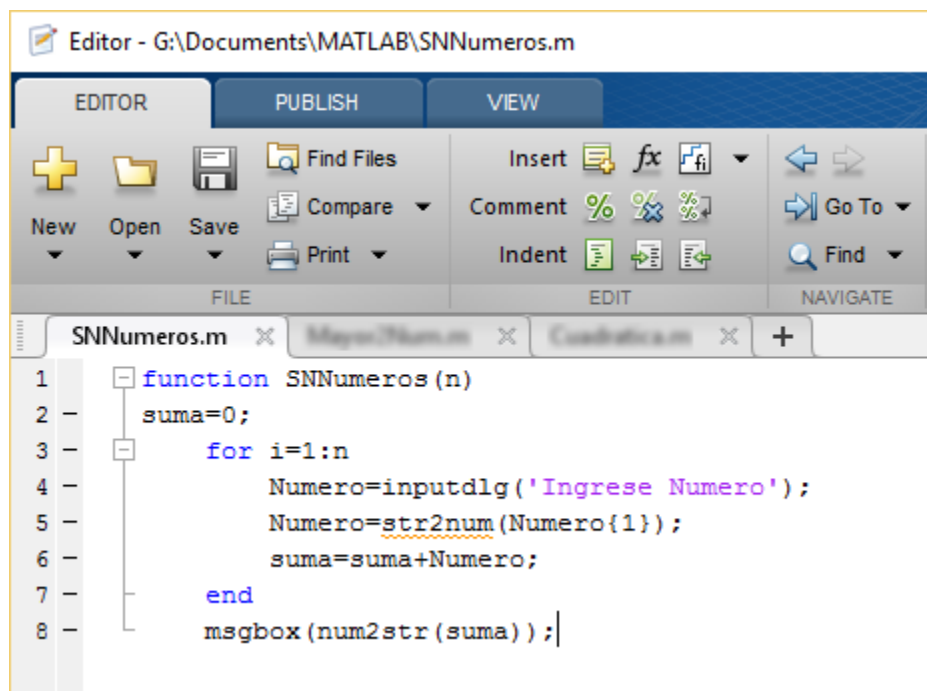 Editor - G:\Documents\MATLAB\SNNumeros.m
EDITOR PUBLISH VIEW
New Open Save Find Files Compare Print
FILE
Insert fx fi
Comment % % %
Indent
EDIT
Go To
Find
NAVIGATE
SNNumeros.m
1 function SNNumeros(n)
2 suma=0;
3 for i=1:n
4 Numero=inputdlg('Ingrese Numero');
5 Numero=str2num(Numero{1});
6 suma=suma+Numero;
7 end
8 msgbox(num2str(suma));